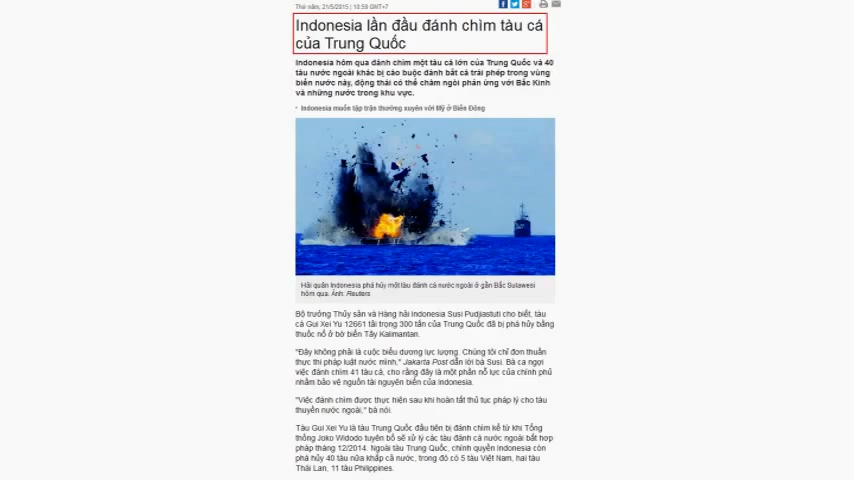 Thứ năm, 21/5/2015 | 10:59 GMT+7
Indonesia lần đầu đánh chìm tàu cá
của Trung Quốc
Indonesia hôm qua đánh chìm một tàu cá lớn của Trung Quốc và 40
tàu nước ngoài khác bị cáo buộc đánh bắt cá trái phép trong vùng
biển nước này, động thái có thể châm ngòi phản ứng với Bắc Kinh
và những nước trong khu vực.
Indonesia muốn tập trận thường xuyên với Mỹ ở Biển Đông
Hải quân Indonesia phá hủy một tàu đánh cá nước ngoài ở gần Bắc Sulawesi
hôm qua. Ảnh: Reuters
Bộ trưởng Thủy sản và Hàng hải Indonesia Susi Pudjiastuti cho biết, tàu
cá Gui Xei Yu 12661 tải trọng 300 tấn của Trung Quốc đã bị phá hủy bằng
thuốc nổ ở bờ biển Tây Kalimantan.
"Đây không phải là cuộc biểu dương lực lượng. Chúng tôi chỉ đơn thuần
thực thi pháp luật nước mình," Jakarta Post dẫn lời bà Susi. Bà ca ngợi
việc đánh chìm 41 tàu cá, cho rằng đây là một phần nỗ lực của chính phủ
nhằm bảo vệ nguồn tài nguyên biển của Indonesia.
"Việc đánh chìm được thực hiện sau khi hoàn tất thủ tục pháp lý cho tàu
thuyền nước ngoài," bà nói.
Tàu Gui Xei Yu là tàu Trung Quốc đầu tiên bị đánh chìm kể từ khi Tổng
thống Joko Widodo tuyên bố sẽ xử lý các tàu đánh cá nước ngoài bất hợp
pháp tháng 12/2014. Ngoài tàu Trung Quốc, chính quyền Indonesia còn
phá hủy 40 tàu nữa khắp cả nước, trong đó có 5 tàu Việt Nam, hai tàu
Thái Lan, 11 tàu Philippines.